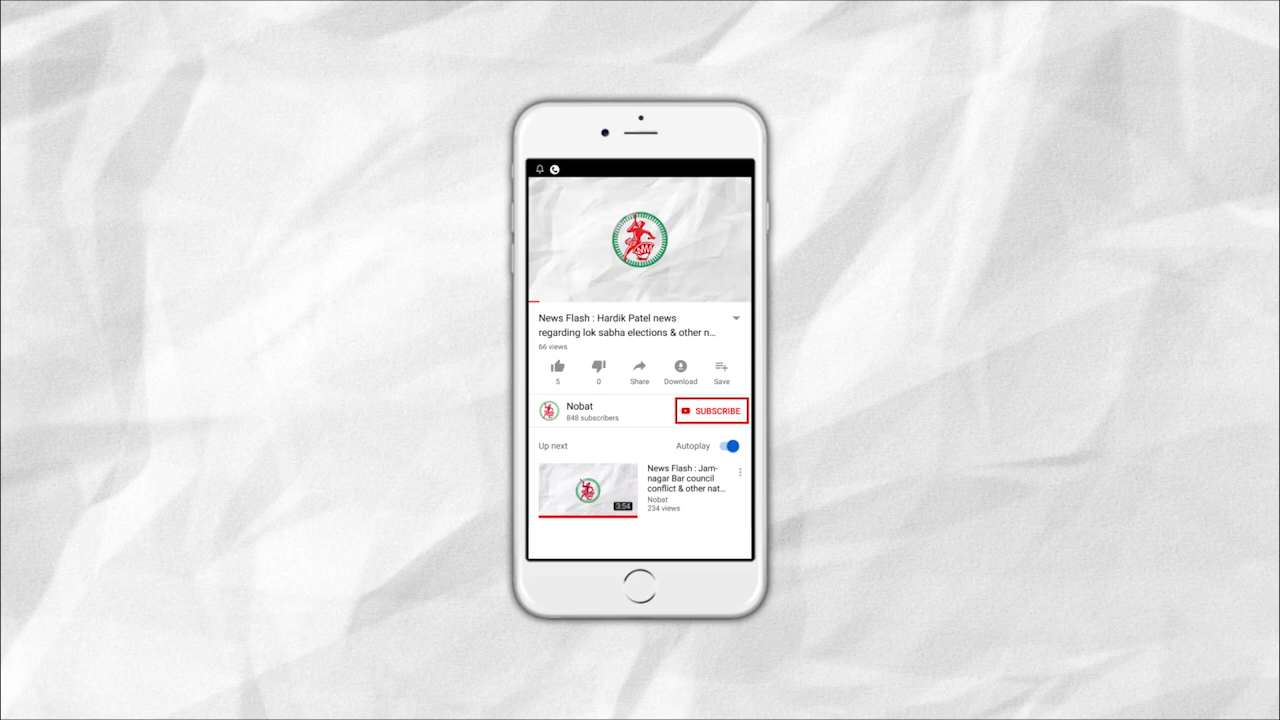 News Flash : Hardik Patel news
regarding lok sabha elections & other n...
66 views
5
0
Share
Download
Save
Nobat
848 subscribers
SUBSCRIBE
Up next
Autoplay
3:54
News Flash : Jam-
nagar Bar council
conflict & other nat...
Nobat
234 views